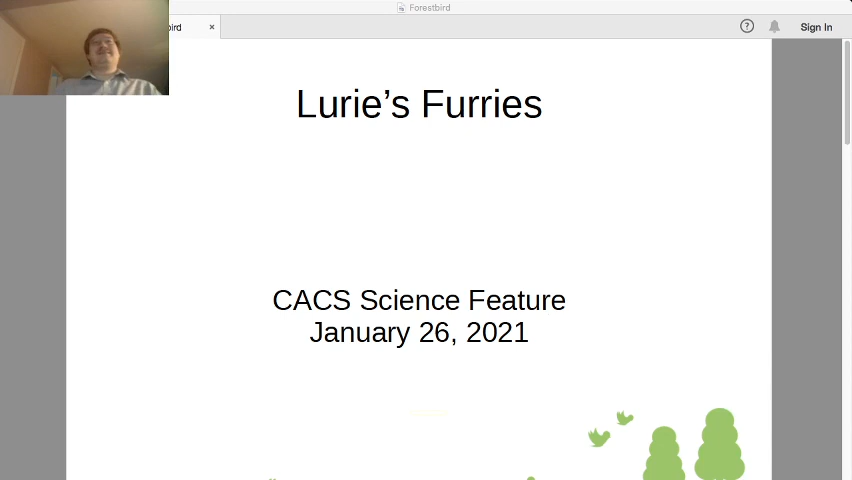 Forestbird
bird
Sign In
Lurie's Furries
CACS Science Feature
January 26, 2021